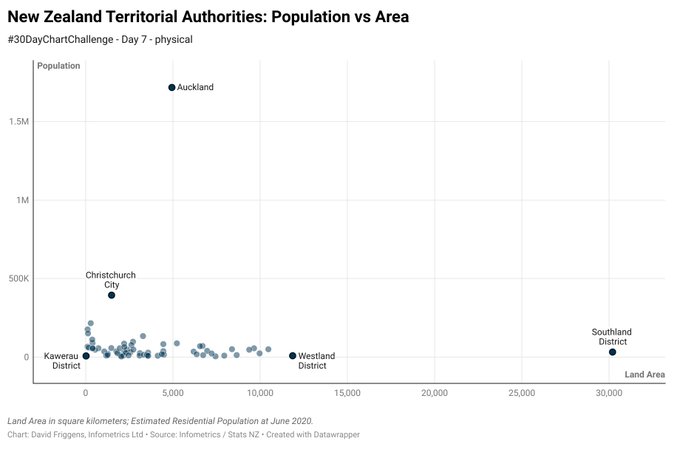 New Zealand Territorial Authorities: Population vs Area
#30DayChartChallenge - Day 7 - physical
Population
Auckland
1.5M
1M
500K
Christchurch
City
Southland
District
0
Kawerau
District
Westland
District
Land Area
0
5,000
10,000
15,000
20,000
25,000
30,000
Land Area in square kilometers; Estimated Residential Population at June 2020.
Chart: David Friggens, Infometrics Ltd • Source: Infometrics / Stats NZ • Created with Datawrapper